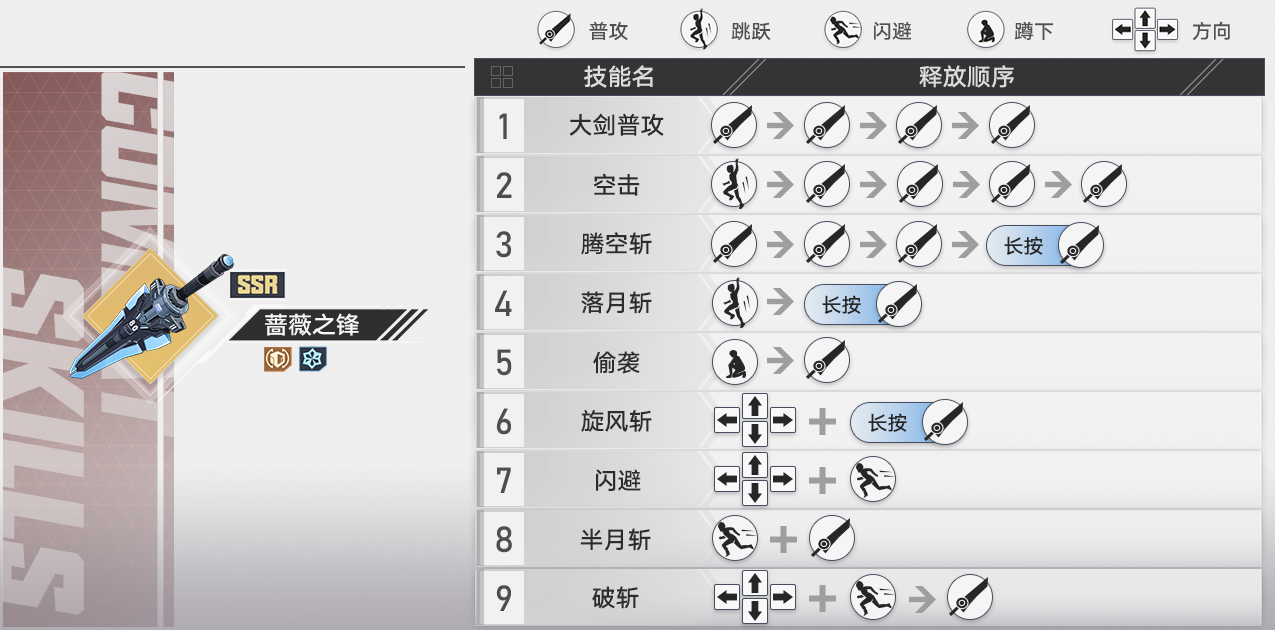 普攻 跳跃 闪避 蹲下 方向
技能名 释放顺序
COMBAT
SKILLS
SSR
蔷薇之锋
1 大剑普攻
2 空击
3 腾空斩 长按
4 落月斩 长按
5 偷袭
6 旋风斩 长按
7 闪避
8 半月斩
9 破斩